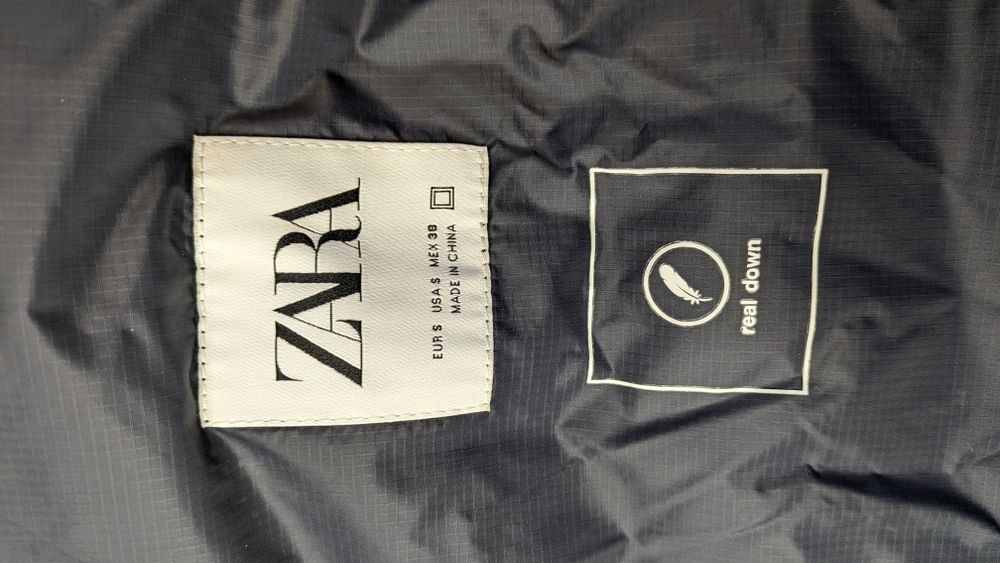 ZARA
EUR S USA S MEX 38
MADE IN CHINA
real down